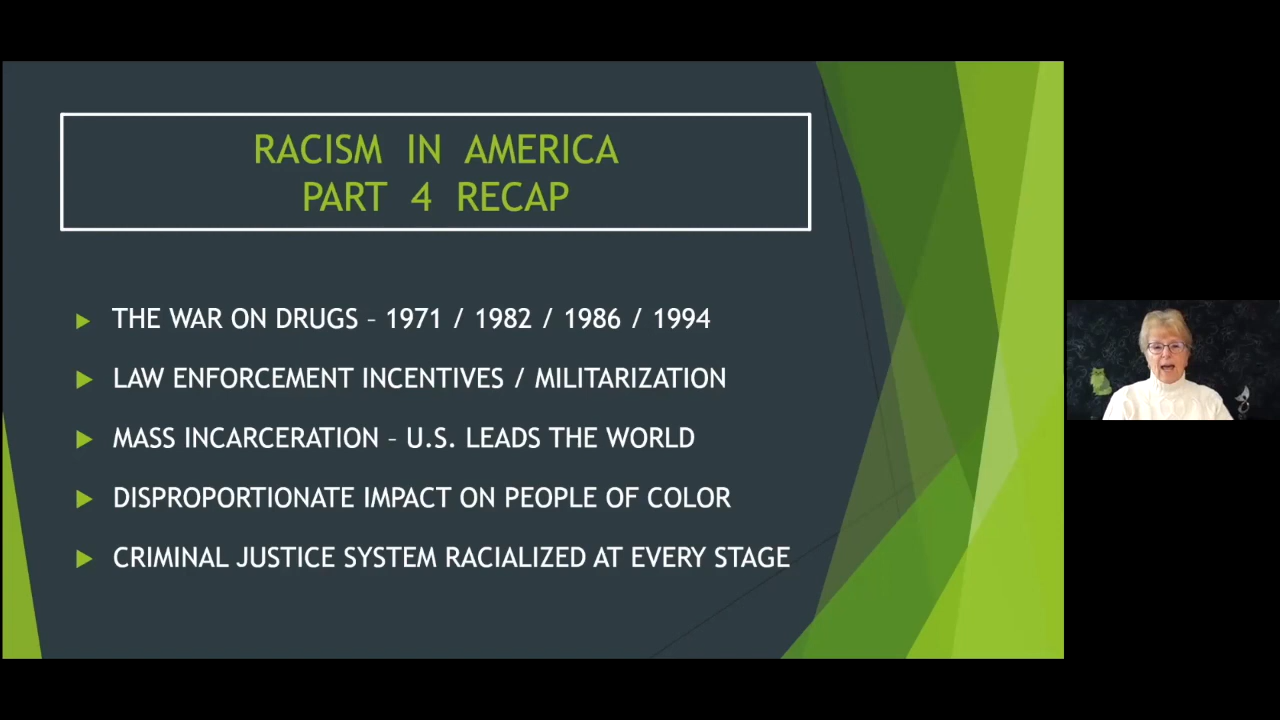 RACISM IN AMERICA
PART 4 RECAP
THE WAR ON DRUGS – 1971 / 1982 / 1986 / 1994
LAW ENFORCEMENT INCENTIVES / MILITARIZATION
MASS INCARCERATION – U.S. LEADS THE WORLD
DISPROPORTIONATE IMPACT ON PEOPLE OF COLOR
CRIMINAL JUSTICE SYSTEM RACIALIZED AT EVERY STAGE